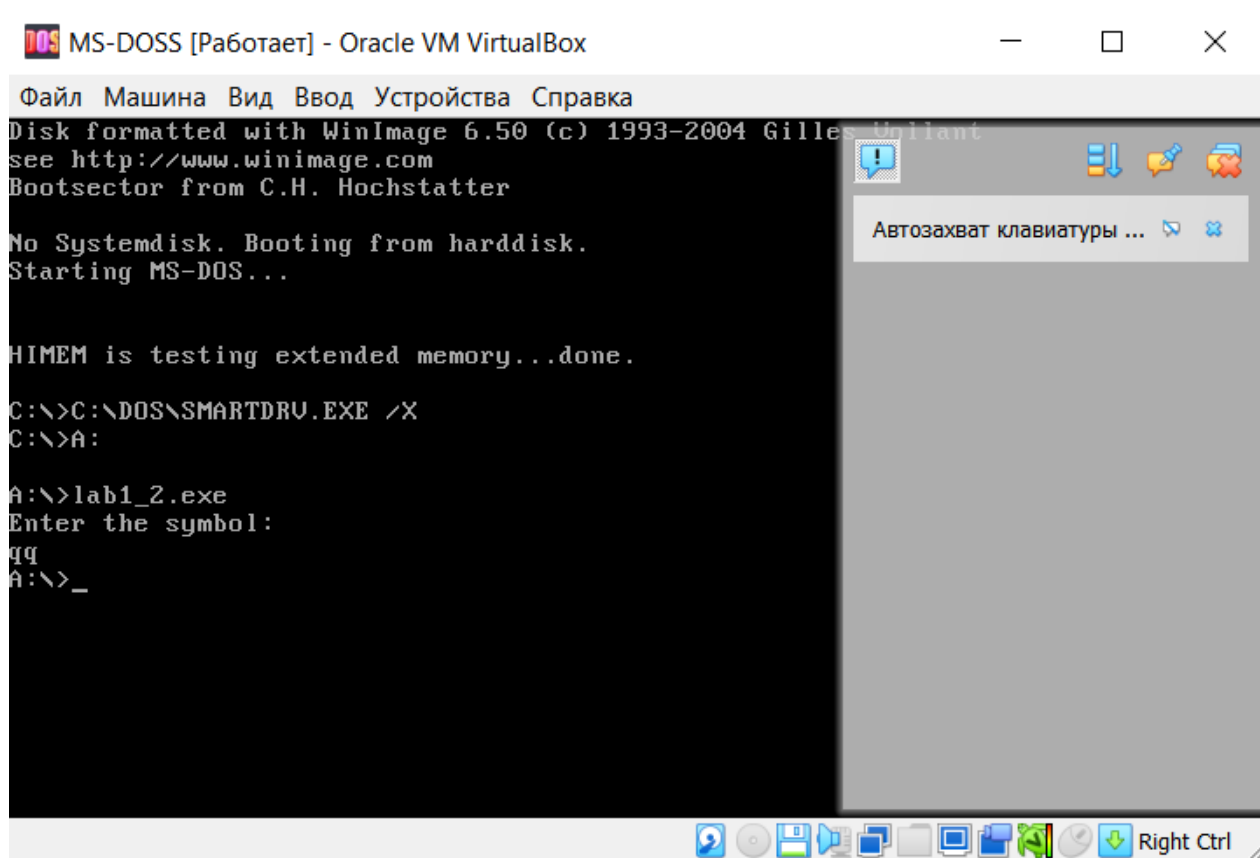 MS-DOSS [Работает] - Oracle VM VirtualBox
Файл Машина Вид Ввод Устройства Справка
Disk formatted with WinImage 6.50 (c) 1993-2004 Gilles Vollant
see http://www.winimage.com
Bootsector from C.H. Hochstatter
No Systemdisk. Booting from harddisk.
Starting MS-DOS...
HIMEM is testing extended memory...done.
C:\>C:\DOS\SMARTDRV.EXE /X
C:\>A:
A:\>lab1_2.exe
Enter the symbol:
qq
A:\>_
Автозахват клавиатуры ...
Right Ctrl